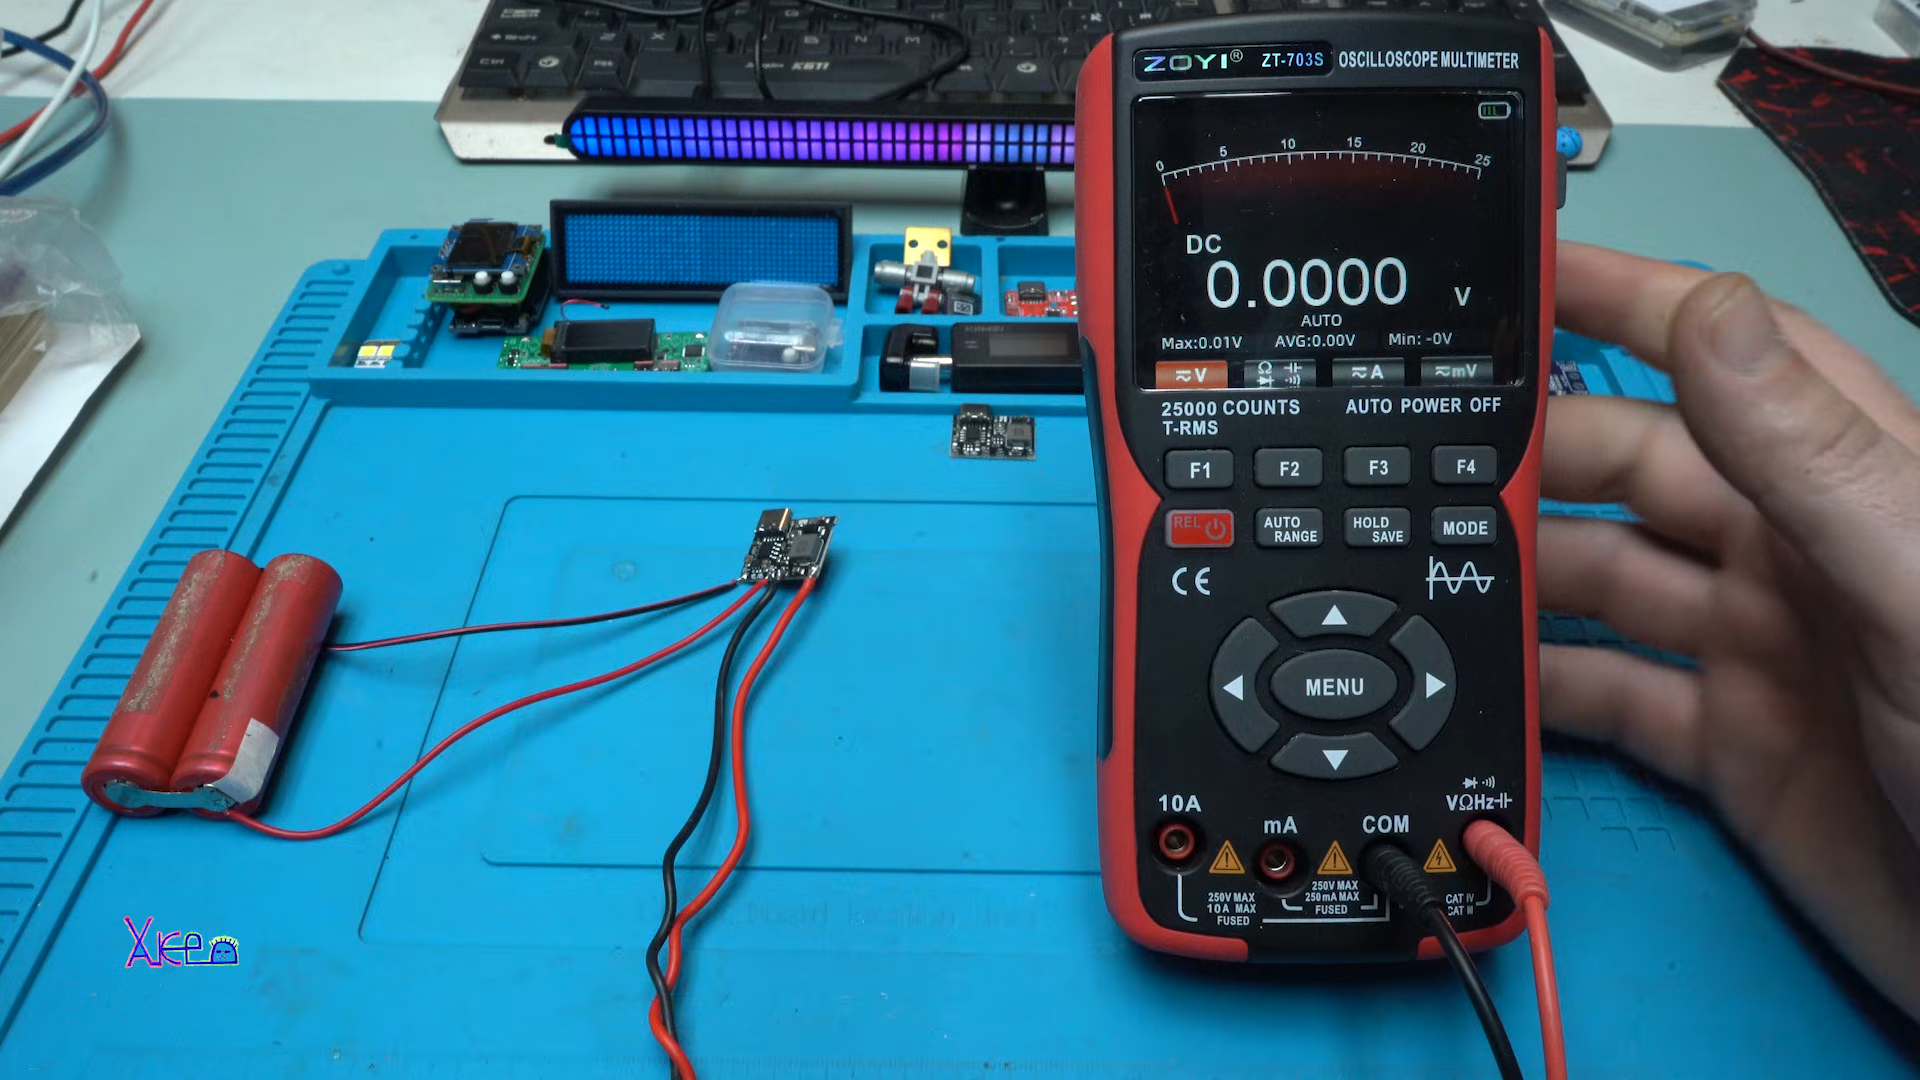 ZOYI® ZT-703S OSCILLOSCOPE MULTIMETER
0 5 10 15 20 25
DC
0.0000 V
AUTO
Max:0.01V AVG:0.00V Min: -0V
≂V ≂A ≂mV
25000 COUNTS AUTO POWER OFF
T-RMS
F1 F2 F3 F4
REL AUTO RANGE HOLD SAVE MODE
CE
MENU
10A mA COM VΩHz
250V MAX
10A MAX
FUSED
250V MAX
250mA MAX
FUSED
CAT IV
CAT III
Ctrl
K611